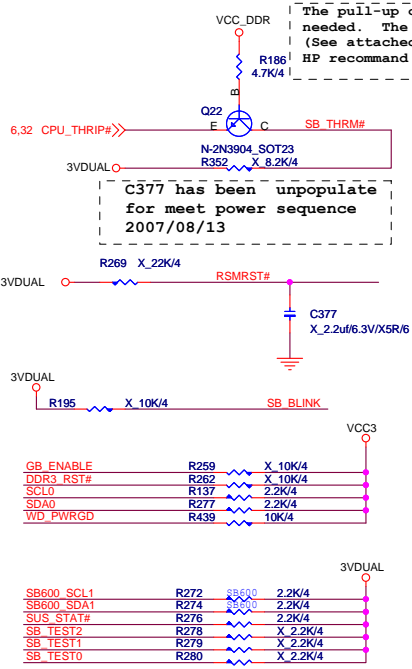 VCC_DDR
The pull-up
needed. The
(See attached
HP recommand
R186
4.7K/4
B
Q22
E
C
6,32 CPU_THRIP#
SB_THRM#
N-2N3904_SOT23
3VDUAL
R352 X_8.2K/4
C377 has been unpopulate
for meet power sequence
2007/08/13
R269 X_22K/4
3VDUAL
RSMRST#
C377
X_2.2uf/6.3V/X5R/6
3VDUAL
R195 X_10K/4 SB_BLINK
VCC3
GB_ENABLE R259 X_10K/4
DDR3_RST# R262 X_10K/4
SCL0 R137 2.2K/4
SDA0 R277 2.2K/4
WD_PWRGD R439 10K/4
3VDUAL
SB600_SCL1 R272 SB600 2.2K/4
SB600_SDA1 R274 SB600 2.2K/4
SUS_STAT# R276 2.2K/4
SB_TEST2 R278 X_2.2K/4
SB_TEST1 R279 X_2.2K/4
SB_TEST0 R280 X_2.2K/4